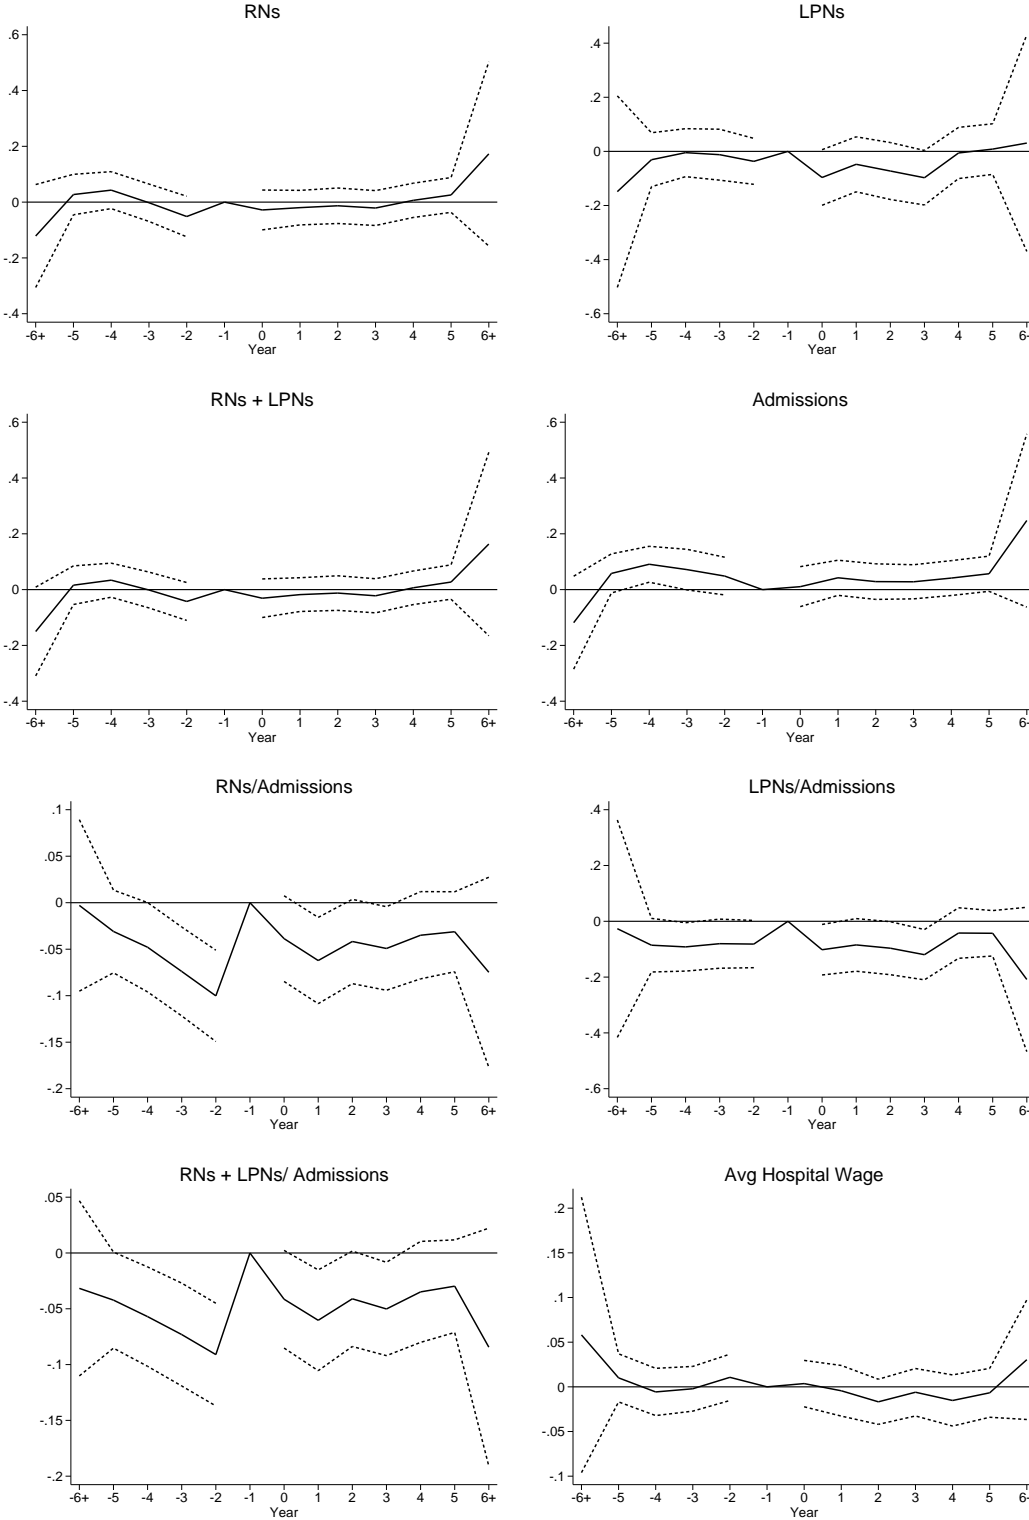 RNs
.6
.4
.2
0
-.2
-.4
-6+ -5 -4 -3 -2 -1 0 1 2 3 4 5 6+
Year
LPNs
.4
.2
0
-.2
-.4
-.6
-6+ -5 -4 -3 -2 -1 0 1 2 3 4 5 6
Year
RNs + LPNs
.6
.4
.2
0
-.2
-.4
-6+ -5 -4 -3 -2 -1 0 1 2 3 4 5 6+
Year
Admissions
.6
.4
.2
0
-.2
-.4
-6+ -5 -4 -3 -2 -1 0 1 2 3 4 5 6
Year
RNs/Admissions
.1
.05
0
-.05
-.1
-.15
-.2
-6+ -5 -4 -3 -2 -1 0 1 2 3 4 5 6+
Year
LPNs/Admissions
.4
.2
0
-.2
-.4
-.6
-6+ -5 -4 -3 -2 -1 0 1 2 3 4 5 6
Year
RNs + LPNs/ Admissions
.05
0
-.05
-.1
-.15
-.2
-6+ -5 -4 -3 -2 -1 0 1 2 3 4 5 6+
Year
Avg Hospital Wage
.2
.15
.1
.05
0
-.05
-.1
-6+ -5 -4 -3 -2 -1 0 1 2 3 4 5 6
Year